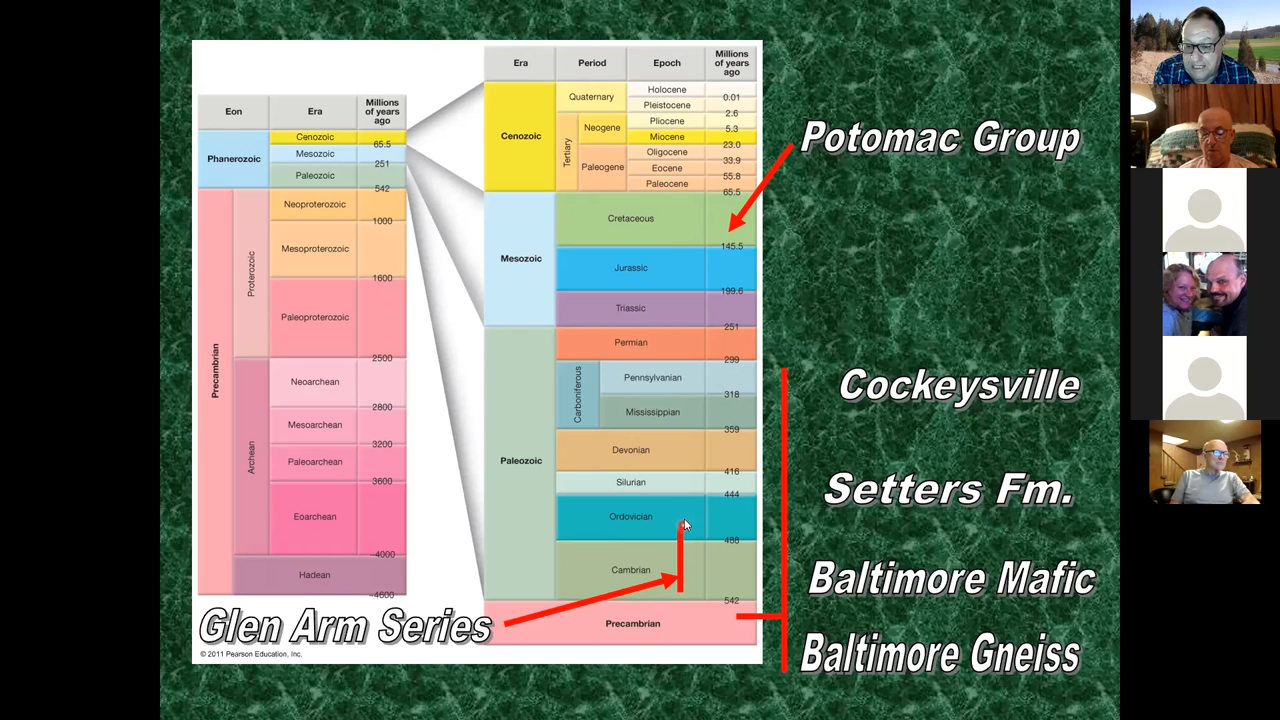 Eon
Era
Millions
of years
ago
Phanerozoic
Cenozoic
65.5
Mesozoic
251
Paleozoic
542
Precambrian
Proterozoic
Neoproterozoic
1000
Mesoproterozoic
1600
Paleoproterozoic
2500
Archean
Neoarchean
2800
Mesoarchean
3200
Paleoarchean
3600
Eoarchean
~4000
Hadean
~4600
Era
Period
Epoch
Millions
of years
ago
Cenozoic
Quaternary
Holocene
0.01
Pleistocene
2.6
Tertiary
Neogene
Pliocene
5.3
Miocene
23.0
Paleogene
Oligocene
33.9
Eocene
55.8
Paleocene
65.5
Mesozoic
Cretaceous
145.5
Jurassic
199.6
Triassic
251
Paleozoic
Permian
299
Carboniferous
Pennsylvanian
318
Mississippian
359
Devonian
416
Silurian
444
Ordovician
488
Cambrian
542
Precambrian
Potomac Group
Cockeysville
Setters Fm.
Baltimore Mafic
Baltimore Gneiss
Glen Arm Series
© 2011 Pearson Education, Inc.